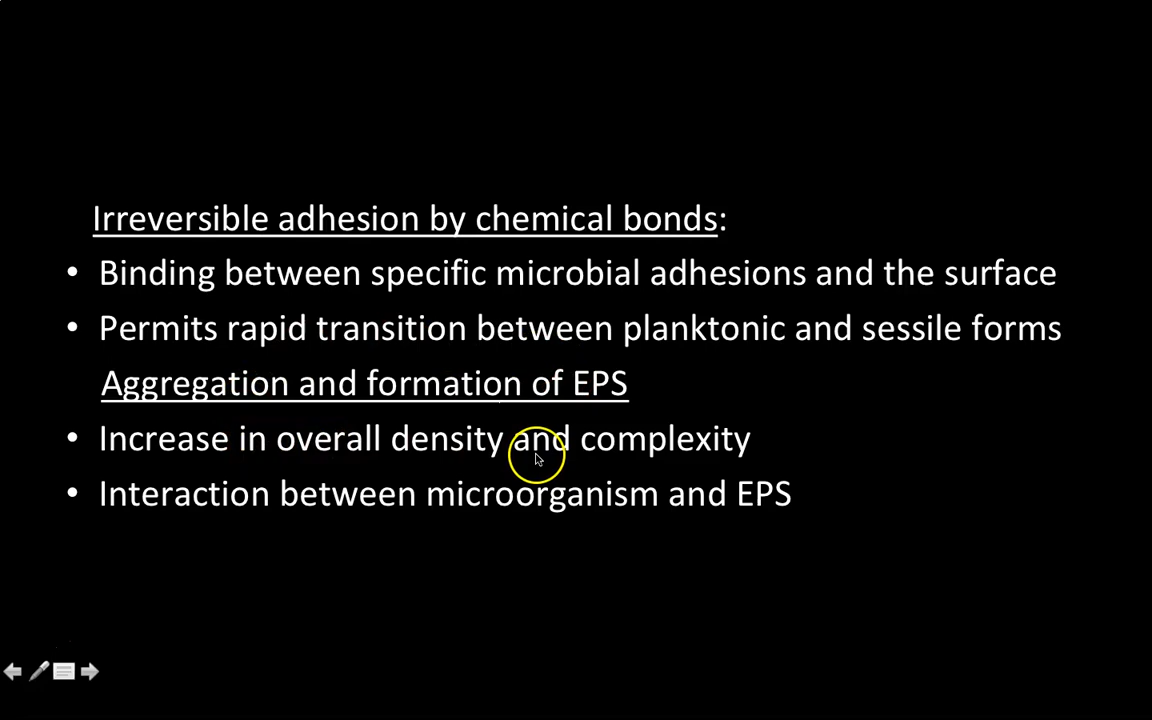 Irreversible adhesion by chemical bonds:
• Binding between specific microbial adhesions and the surface
• Permits rapid transition between planktonic and sessile forms
Aggregation and formation of EPS
• Increase in overall density and complexity
• Interaction between microorganism and EPS